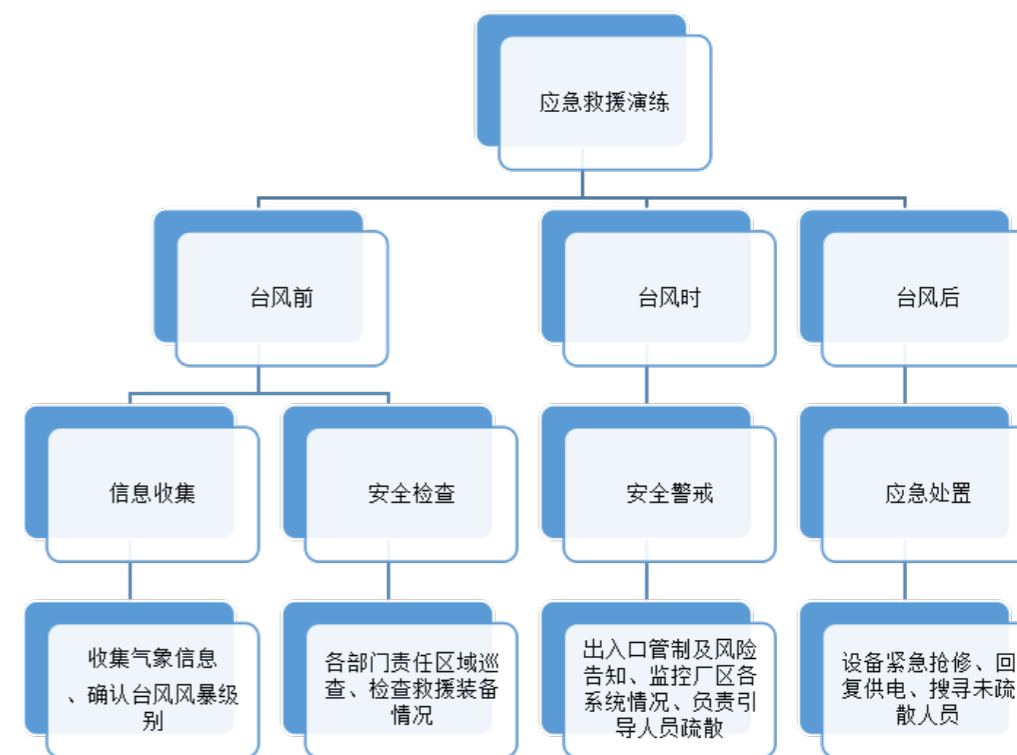 应急救援演练
台风前
台风时
台风后
信息收集
安全检查
安全警戒
应急处置
收集气象信息
、确认台风风暴级
别
各部门责任区域巡
查、检查救援装备
情况
出入口管制及风险
告知、监控厂区各
系统情况、负责引
导人员疏散
设备紧急抢修、回
复供电、搜寻未疏
散人员